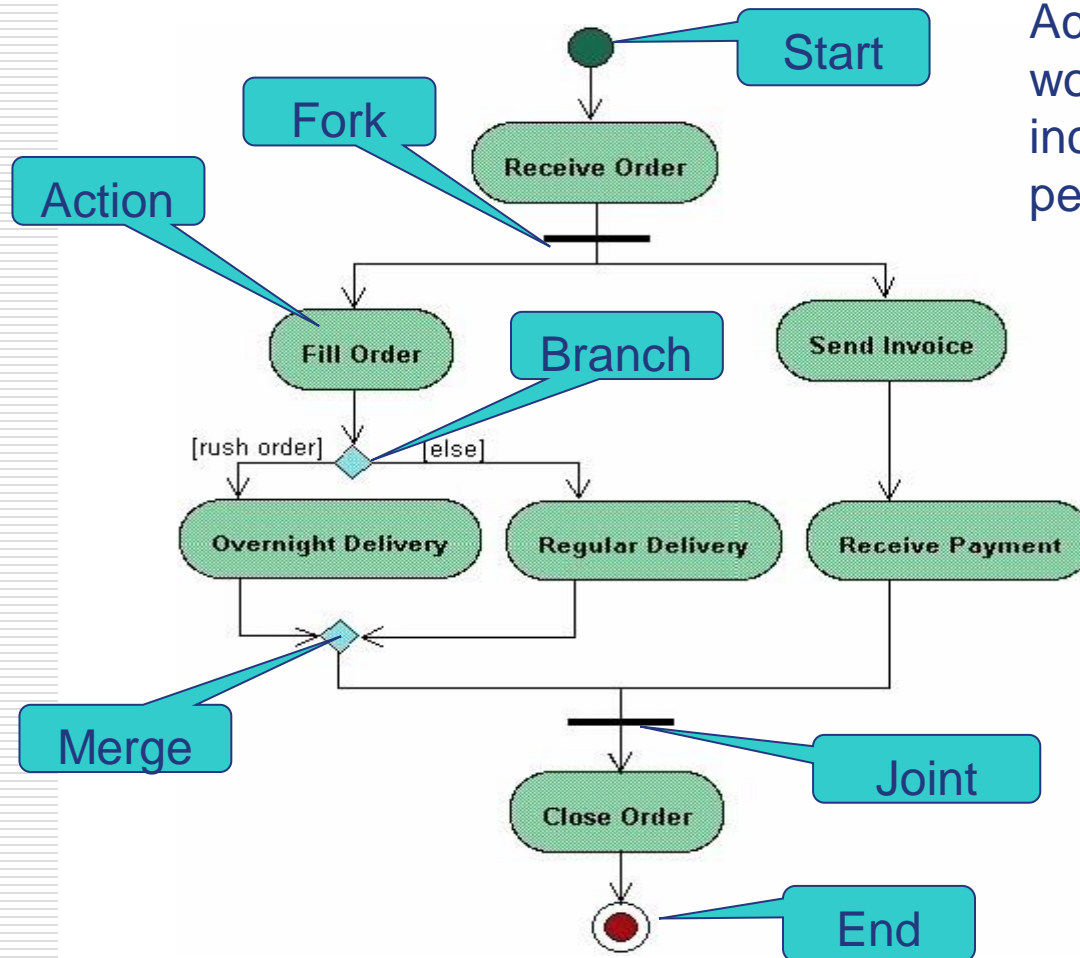 Start
Fork
Receive Order
Action
Fill Order
Branch
Send Invoice
[rush order]
[else]
Overnight Delivery
Regular Delivery
Receive Payment
Merge
Joint
Close Order
End